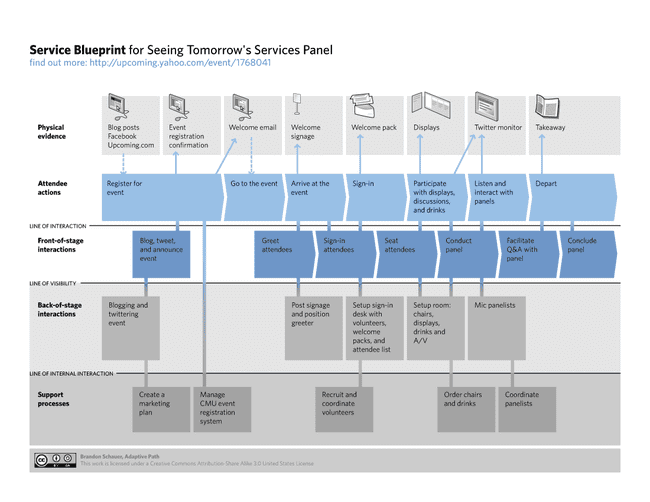 Service Blueprint for Seeing Tomorrow's Services Panel
find out more: http://upcoming.yahoo.com/event/1768041
Physical
evidence
Blog posts
Facebook
Upcoming.com
Event
registration
confirmation
Welcome email
Welcome
signage
Welcome pack
Displays
Twitter monitor
Takeaway
Attendee
actions
Register for
event
Go to the event
Arrive at the
event
Sign-in
Participate
with displays,
discussions,
and drinks
Listen and
interact with
panels
Depart
LINE OF INTERACTION
Front-of-stage
interactions
Blog, tweet,
and announce
event
Greet
attendees
Sign-in
attendees
Seat
attendees
Conduct
panel
Facilitate
Q&A with
panel
Conclude
panel
LINE OF VISIBILITY
Back-of-stage
interactions
Blogging and
twittering
event
Post signage
and position
greeter
Setup sign-in
desk with
volunteers,
welcome
packs, and
attendee list
Setup room:
chairs,
displays,
drinks and
A/V
Mic panelists
LINE OF INTERNAL INTERACTION
Support
processes
Create a
marketing
plan
Manage
CMU event
registration
system
Recruit and
coordinate
volunteers
Order chairs
and drinks
Coordinate
panelists
cc
BY SA
Brandon Schauer, Adaptive Path
This work is licensed under a Creative Commons Attribution-Share Alike 3.0 United States License